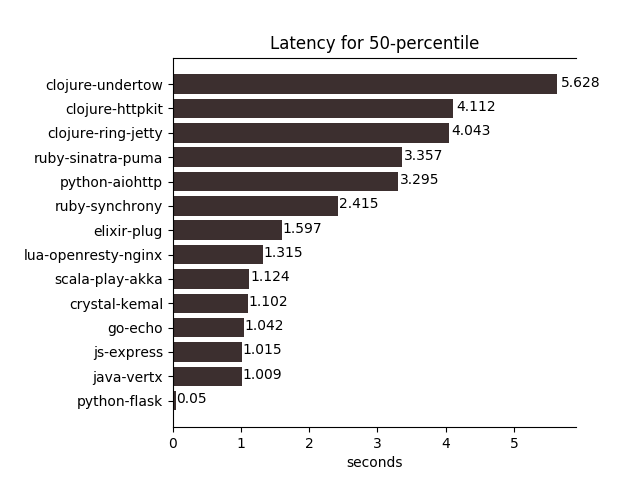 Latency for 50-percentile
clojure-undertow 5.628
clojure-httpkit 4.112
clojure-ring-jetty 4.043
ruby-sinatra-puma 3.357
python-aiohttp 3.295
ruby-synchrony 2.415
elixir-plug 1.597
lua-openresty-nginx 1.315
scala-play-akka 1.124
crystal-kemal 1.102
go-echo 1.042
js-express 1.015
java-vertx 1.009
python-flask 0.05
0 1 2 3 4 5
seconds